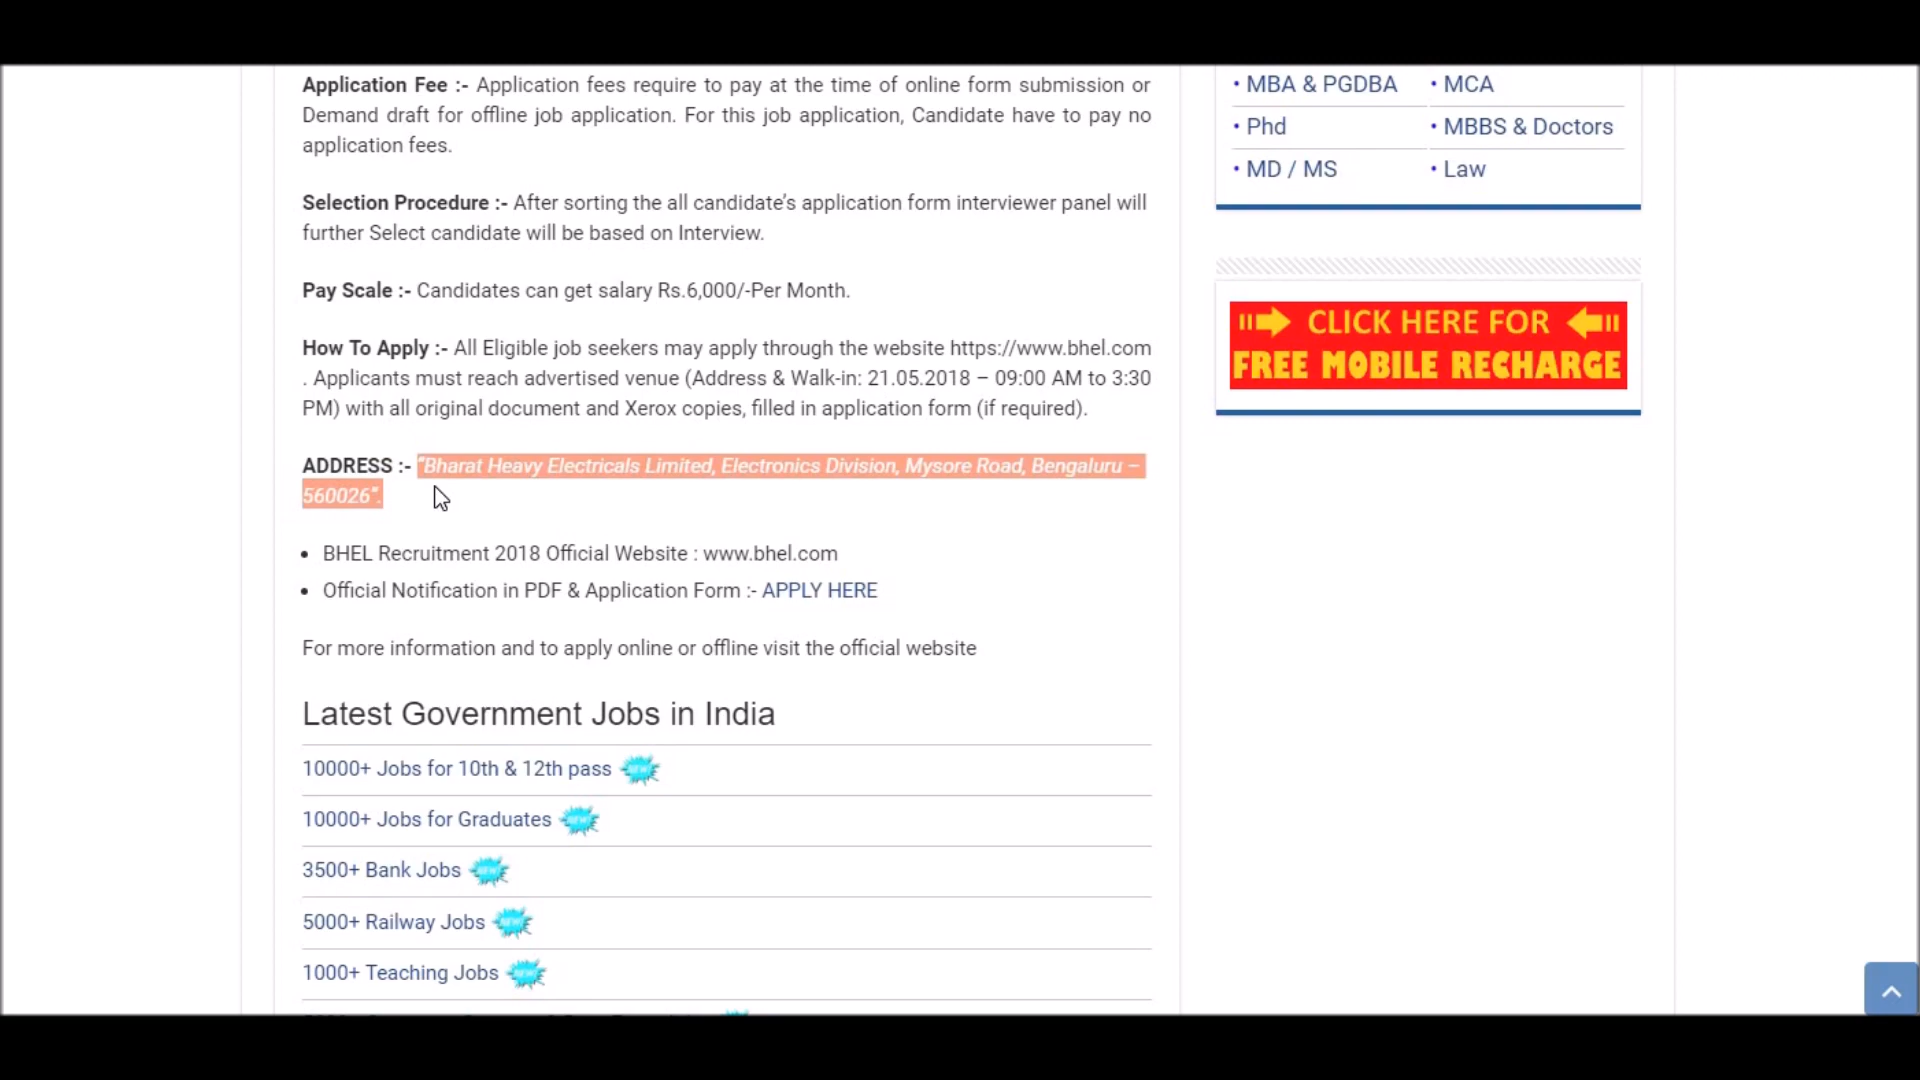 Application Fee :- Application fees require to pay at the time of online form submission or
Demand draft for offline job application. For this job application, Candidate have to pay no
application fees.
Selection Procedure :- After sorting the all candidate’s application form interviewer panel will
further Select candidate will be based on Interview.
Pay Scale :- Candidates can get salary Rs.6,000/-Per Month.
How To Apply :- All Eligible job seekers may apply through the website https://www.bhel.com
. Applicants must reach advertised venue (Address & Walk-in: 21.05.2018 – 09:00 AM to 3:30
PM) with all original document and Xerox copies, filled in application form (if required).
ADDRESS :- “Bharat Heavy Electricals Limited, Electronics Division, Mysore Road, Bengaluru –
560026”.
• BHEL Recruitment 2018 Official Website : www.bhel.com
• Official Notification in PDF & Application Form :- APPLY HERE
For more information and to apply online or offline visit the official website
Latest Government Jobs in India
10000+ Jobs for 10th & 12th pass NEW
10000+ Jobs for Graduates NEW
3500+ Bank Jobs NEW
5000+ Railway Jobs NEW
1000+ Teaching Jobs NEW
• MBA & PGDBA • MCA
• Phd • MBBS & Doctors
• MD / MS • Law
CLICK HERE FOR
FREE MOBILE RECHARGE